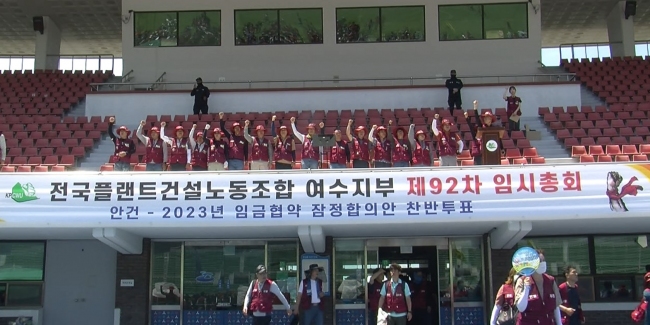 전국플랜트건설노동조합 여수지부 제92차 임시총회
안건 - 2023년 임금협약 잠정합의안 찬반투표